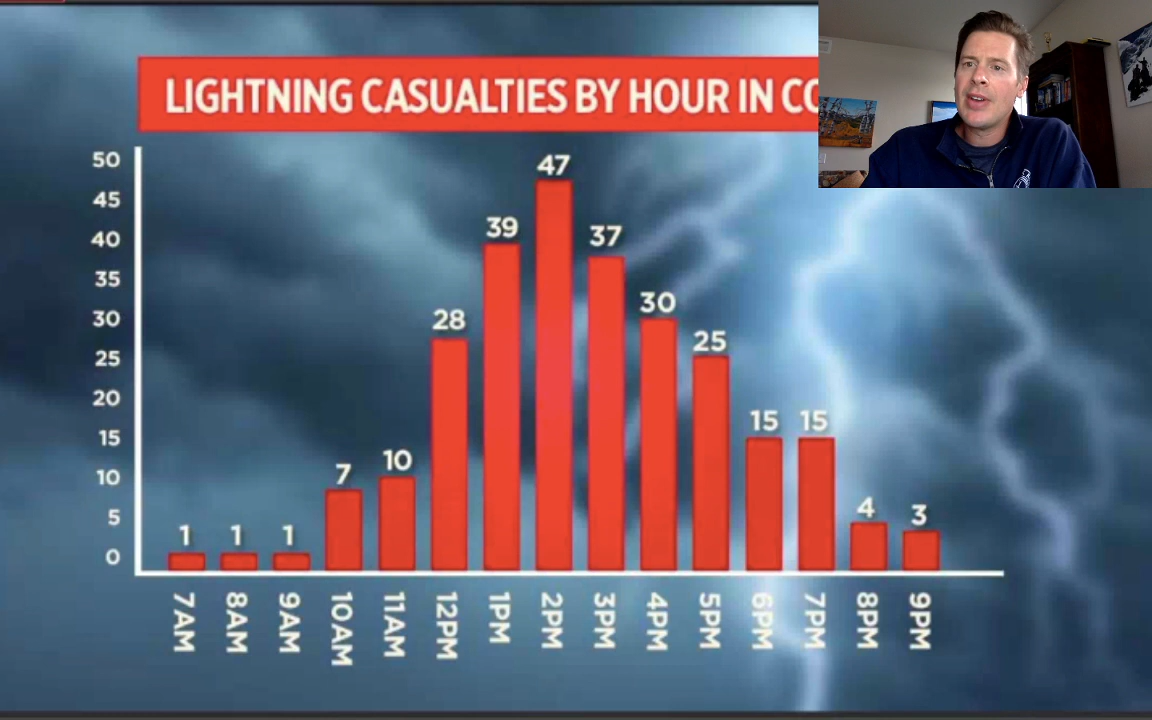 LIGHTNING CASUALTIES BY HOUR IN CO
50
45
40
35
30
25
20
15
10
5
0
1
1
1
7
10
28
39
47
37
30
25
15
15
4
3
7AM
8AM
9AM
10AM
11AM
12PM
1PM
2PM
3PM
4PM
5PM
6PM
7PM
8PM
9PM